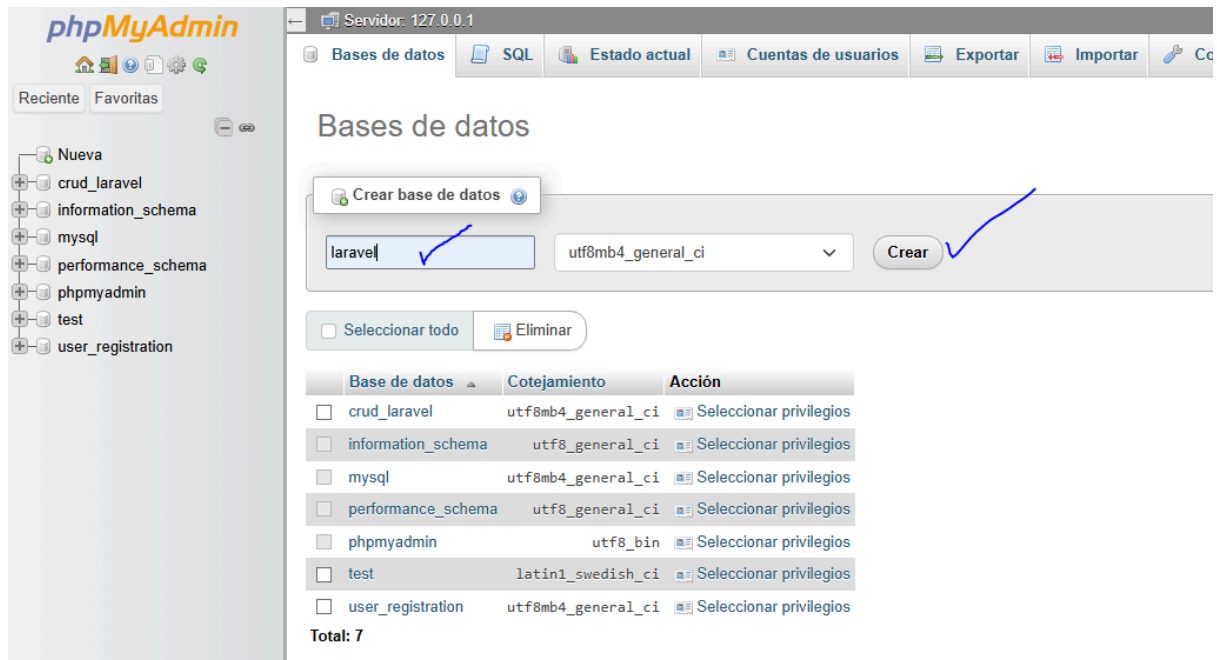 phpMyAdmin
Reciente Favoritas
Nueva
crud_laravel
information_schema
mysql
performance_schema
phpmyadmin
test
user_registration
Servidor: 127.0.0.1
Bases de datos SQL Estado actual Cuentas de usuarios Exportar Importar Co
Bases de datos
Crear base de datos
laravel utf8mb4_general_ci Crear
Seleccionar todo Eliminar
Base de datos Cotejamiento Acción
crud_laravel utf8mb4_general_ci Seleccionar privilegios
information_schema utf8_general_ci Seleccionar privilegios
mysql utf8mb4_general_ci Seleccionar privilegios
performance_schema utf8_general_ci Seleccionar privilegios
phpmyadmin utf8_bin Seleccionar privilegios
test latin1_swedish_ci Seleccionar privilegios
user_registration utf8mb4_general_ci Seleccionar privilegios
Total: 7